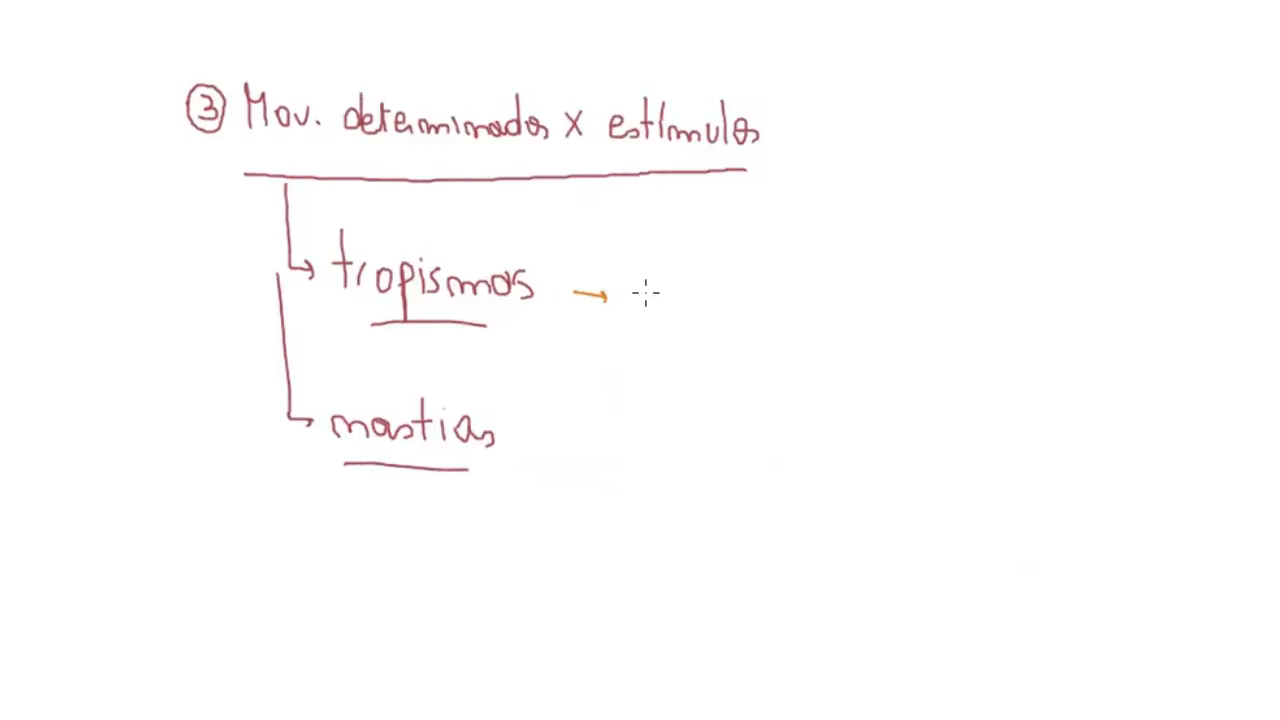 ③ Mov. determinados x estímulos
tropismos →
nastias